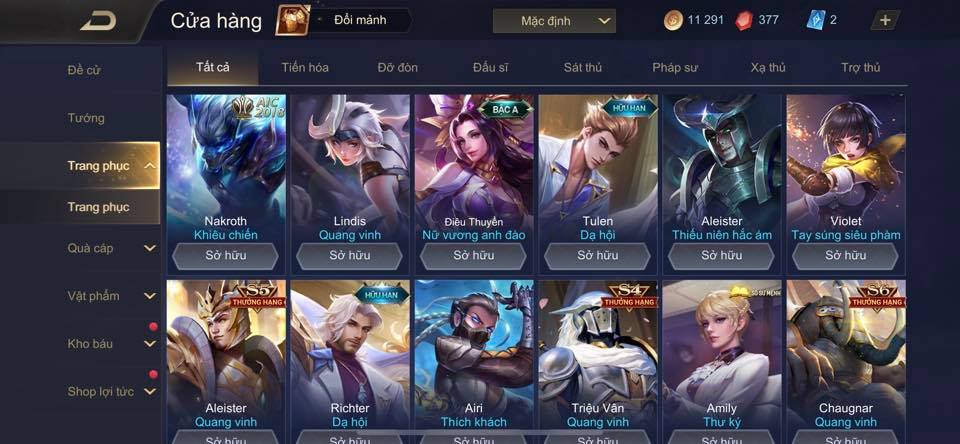 Cửa hàng
Đổi mảnh
Mặc định
11 291
377
2
Đề cử
Tướng
Trang phục
Trang phục
Quà cáp
Vật phẩm
Kho báu
Shop lợi tức
Tất cả
Tiến hóa
Đỡ đòn
Đấu sĩ
Sát thủ
Pháp sư
Xạ thủ
Trợ thủ
AIC
2018
Nakroth
Khiêu chiến
Sở hữu
Lindis
Quang vinh
Sở hữu
BẬC A
Điêu Thuyền
Nữ vương anh đào
Sở hữu
HỮU HẠN
Tulen
Dạ hội
Sở hữu
Aleister
Thiếu niên hắc ám
Sở hữu
Violet
Tay súng siêu phàm
Sở hữu
S5
THƯỞNG HẠNG
Aleister
Quang vinh
Sở hữu
HỮU HẠN
Richter
Dạ hội
Sở hữu
Airi
Thích khách
Sở hữu
S4
THƯỞNG HẠNG
Triệu Vân
Quang vinh
Sở hữu
SỔ SỨ MỆNH
Amily
Thư ký
Sở hữu
S6
THƯỞNG HẠNG
Chaugnar
Quang vinh
Sở hữu